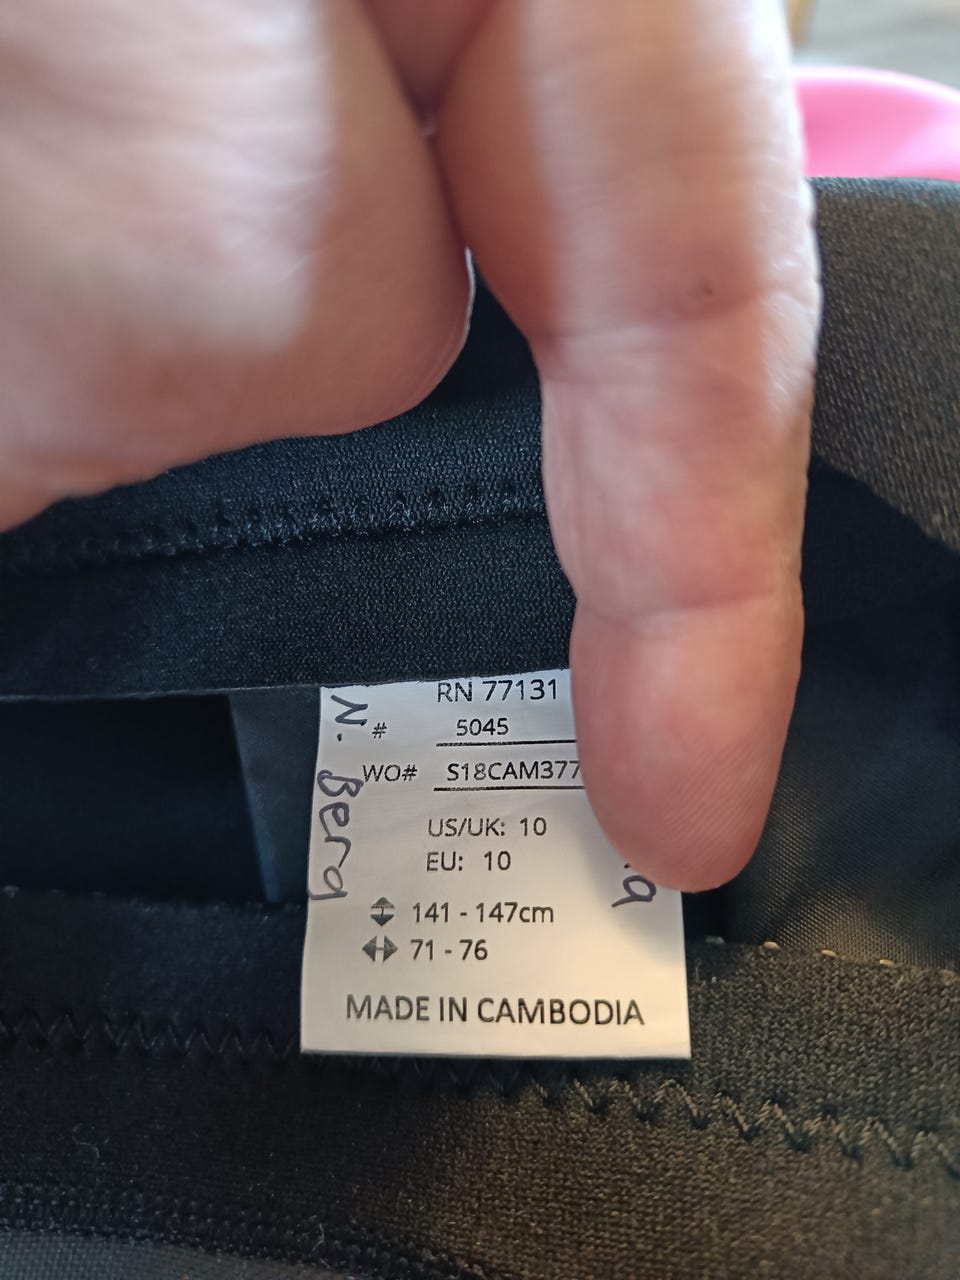 RN 77131
# 5045
WO# S18CAM377
US/UK: 10
EU: 10
141 - 147cm
71 - 76
MADE IN CAMBODIA
N. Berg